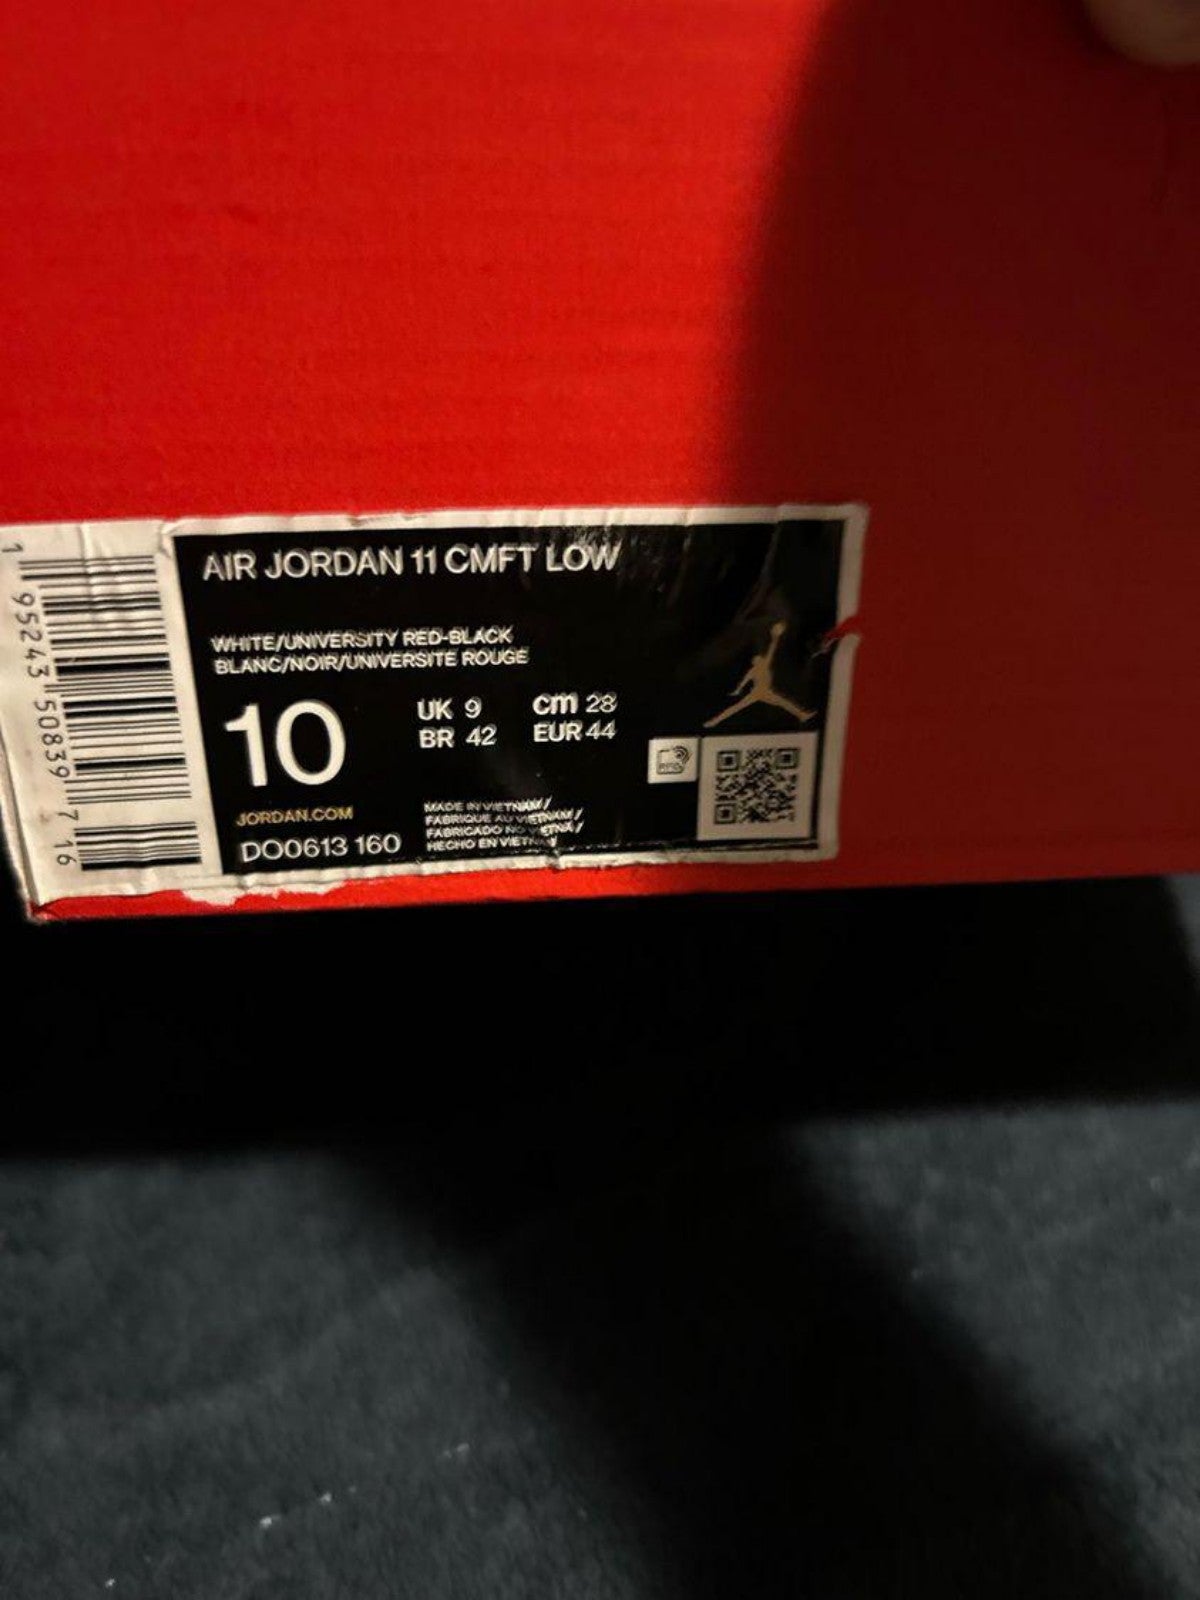 AIR JORDAN 11 CMFT LOW
WHITE/UNIVERSITY RED-BLACK
BLANC/NOIR/UNIVERSITE ROUGE
10
UK 9 cm 28
BR 42 EUR 44
JORDAN.COM
DO0613 160
MADE IN VIETNAM/
FABRIQUE AU VIETNAM/
FABRICADO NO VIETNA/
HECHO EN VIETNAM
RFID
1 95243 50839 7 16